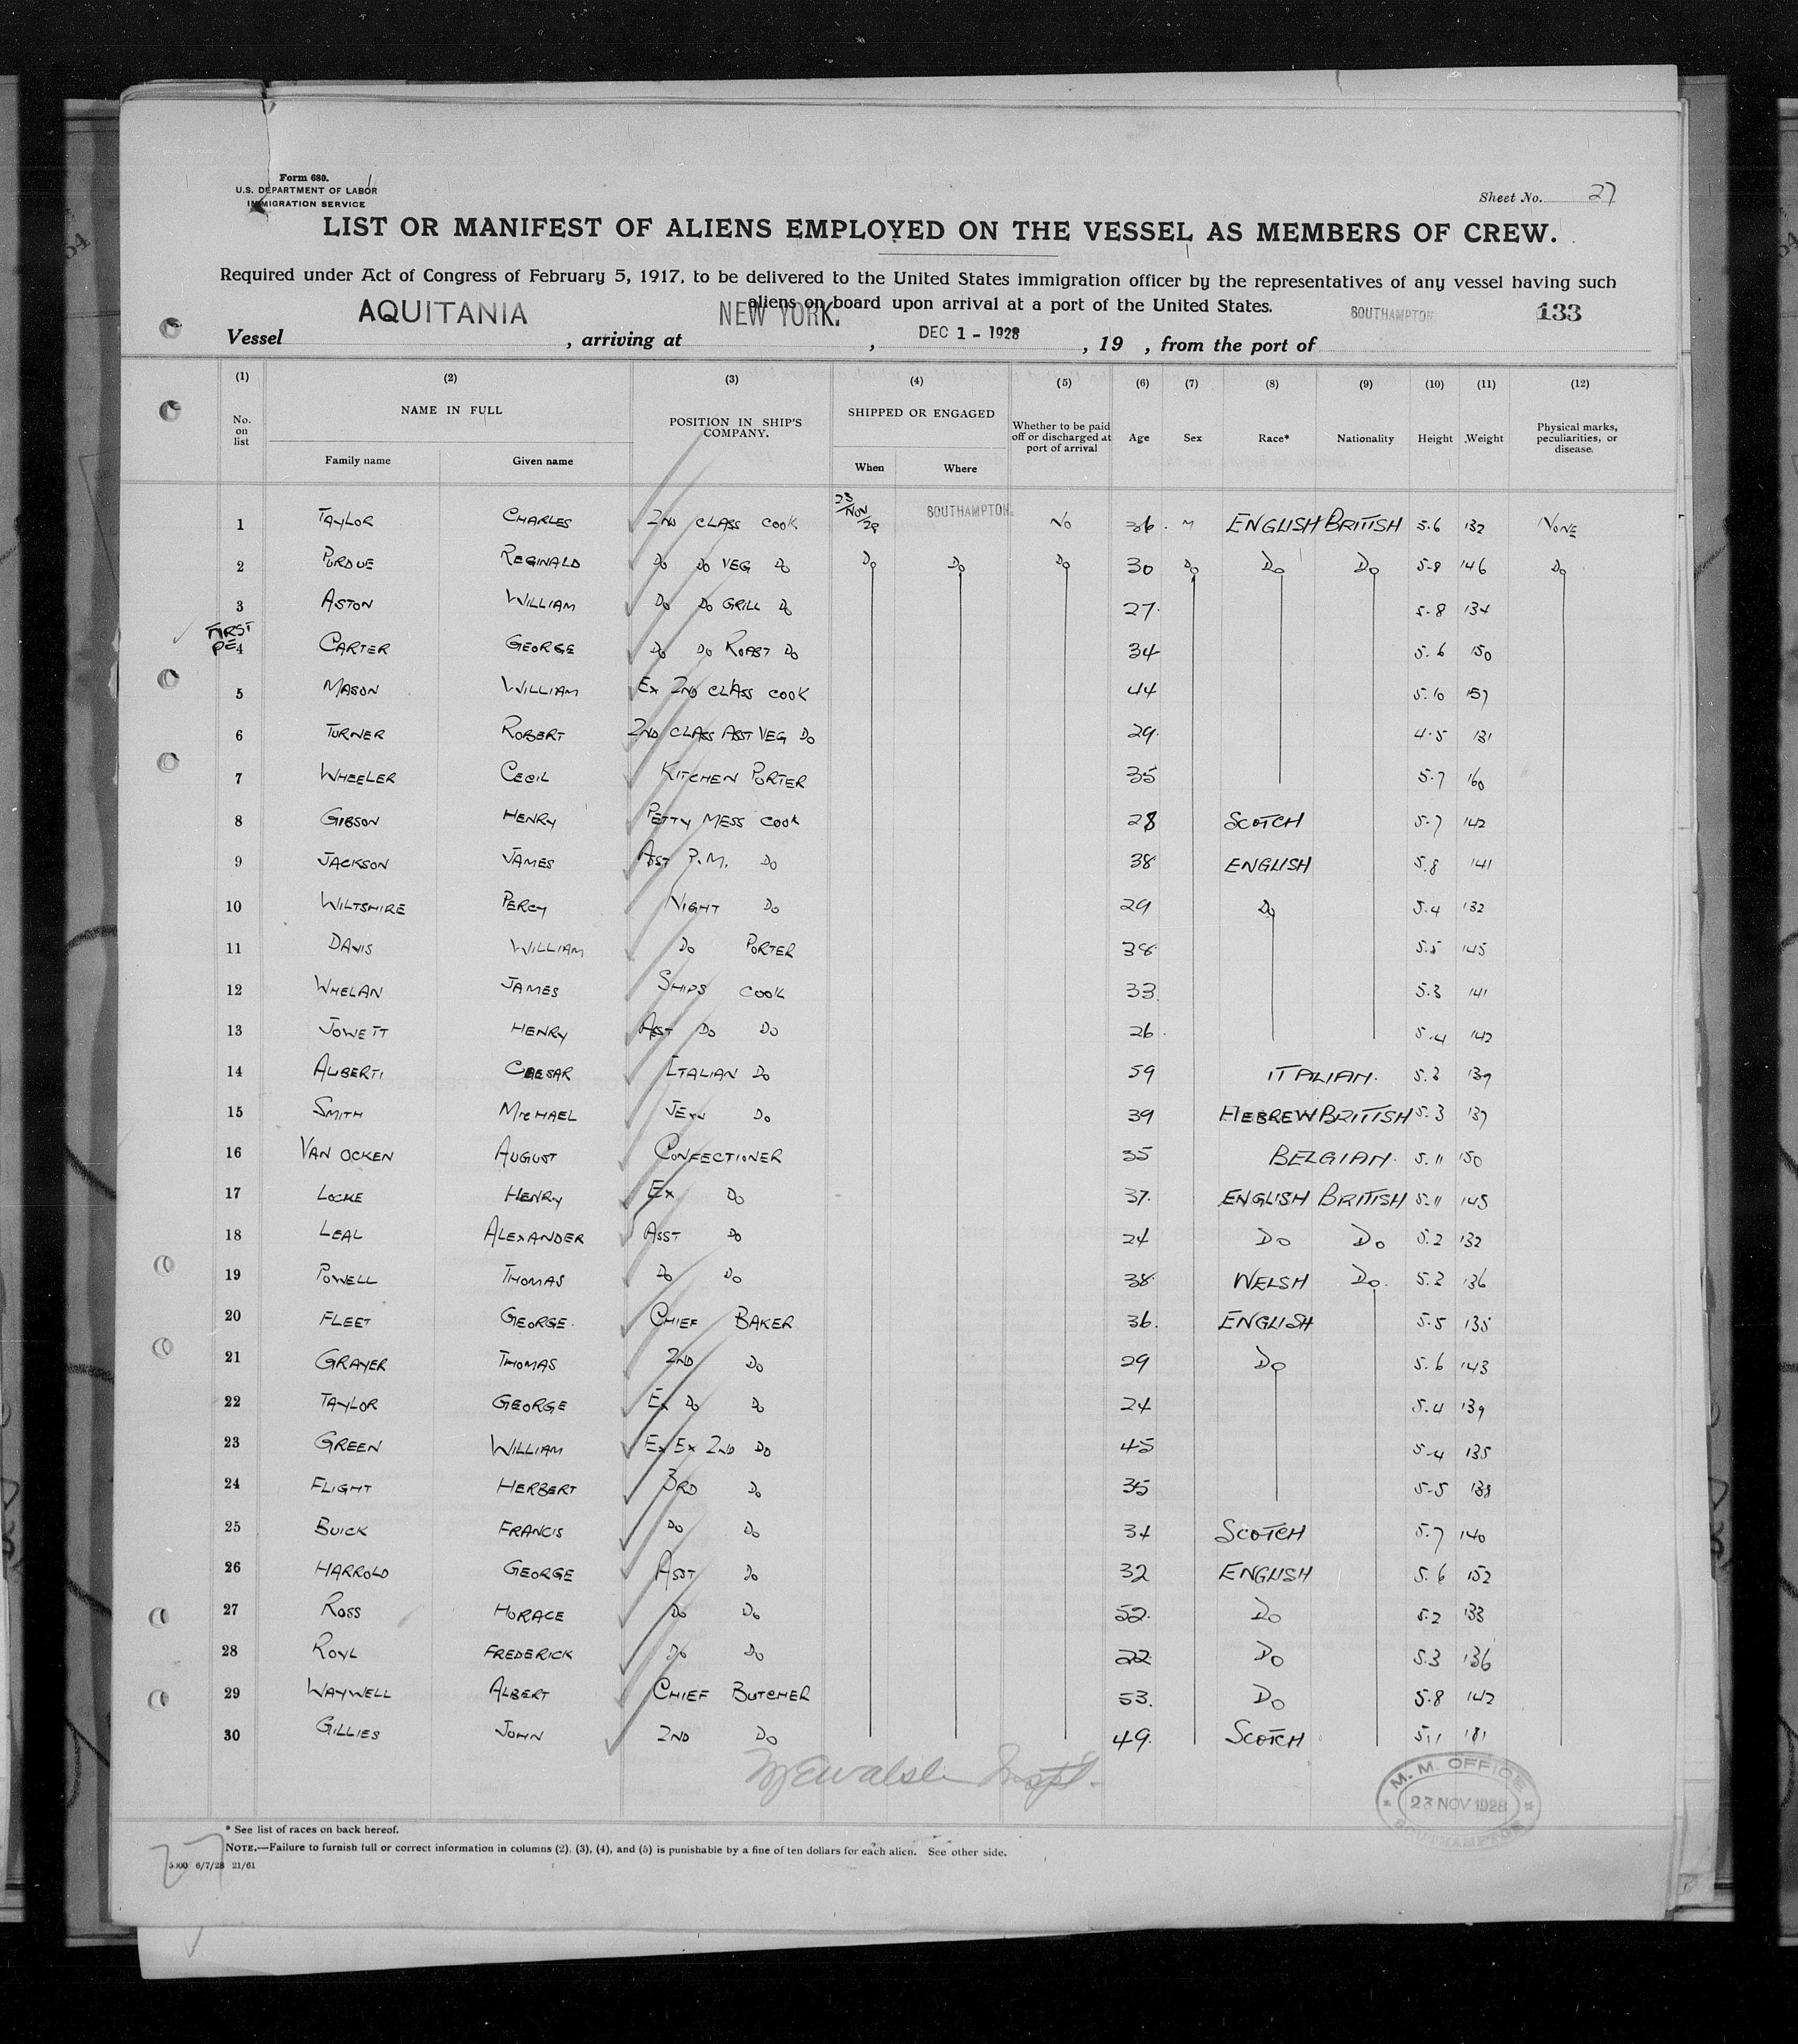 Form 680.
U.S. DEPARTMENT OF LABOR
IMMIGRATION SERVICE
Sheet No. 27
LIST OR MANIFEST OF ALIENS EMPLOYED ON THE VESSEL AS MEMBERS OF CREW.
Required under Act of Congress of February 5, 1917, to be delivered to the United States immigration officer by the representatives of any vessel having such
aliens on board upon arrival at a port of the United States.
133
Vessel AQUITANIA, arriving at NEW YORK., DEC 1 - 1928, 19 , from the port of SOUTHAMPTON
(1) (2) (3) (4) (5) (6) (7) (8) (9) (10) (11) (12)
No. on list NAME IN FULL POSITION IN SHIP'S COMPANY. SHIPPED OR ENGAGED Whether to be paid off or discharged at port of arrival Age Sex Race* Nationality Height Weight Physical marks, peculiarities, or disease.
Family name Given name When Where
1 TAYLOR CHARLES 2ND CLASS COOK 23/NOV/28 SOUTHAMPTON. NO 36. M ENGLISH BRITISH 5.6 132 NONE
2 PURDUE REGINALD DO DO VEG DO DO DO DO 30 DO DO DO 5-8 146 DO
3 ASTON WILLIAM DO DO GRILL DO 27. 5.8 134
FIRST
4 CARTER GEORGE DO DO ROAST DO 34 5.6 150
5 MASON WILLIAM EX 2ND CLASS COOK 44 5.10 157
6 TURNER ROBERT 2ND CLASS ASST VEG DO 29. 4.5 131
7 WHEELER CECIL KITCHEN PORTER 35 5.7 160
8 GIBSON HENRY PETTY MESS COOK 28 SCOTCH 5.7 142
9 JACKSON JAMES ASST P.M. DO 38 ENGLISH 5.8 141
10 WILTSHIRE PERCY NIGHT DO 29 DO 5.4 132
11 DAVIS WILLIAM DO PORTER 38. 5.5 145
12 WHELAN JAMES SHIPS COOK 33. 5.3 141
13 JOWETT HENRY ASST DO DO 26. 5.4 142
14 ALIBERTI CAESAR ITALIAN DO 59 ITALIAN. 5.3 139
15 SMITH MICHAEL JEW DO 39 HEBREW BRITISH 5.3 137
16 VAN OCKEN AUGUST CONFECTIONER 35 BELGIAN. 5.11 150
17 LOCKE HENRY EX DO 37. ENGLISH BRITISH 5.11 145
18 LEAL ALEXANDER ASST DO 24 DO DO 5.2 132
19 POWELL THOMAS DO DO 38. WELSH DO. 5.2 136
20 FLEET GEORGE. CHIEF BAKER 36. ENGLISH 5.5 135
21 GRAYER THOMAS 2ND DO 29 DO 5.6 143
22 TAYLOR GEORGE EX DO DO 24 5.4 139
23 GREEN WILLIAM EX EX 2ND DO 45 5.4 135
24 FLIGHT HERBERT 3RD DO 35 5-5 138
25 BUICK FRANCIS DO DO 34 SCOTCH 5.7 140
26 HARROLD GEORGE ASST DO 32 ENGLISH 5.6 152
27 ROSS HORACE DO DO 52. DO 5.2 133
28 ROYL FREDERICK DO DO 22. DO 5.3 136
29 WAYWELL ALBERT CHIEF BUTCHER 53. DO 5.8 142
30 GILLIES JOHN 2ND DO 49. SCOTCH 5.11 181
M. M. OFFICE
23 NOV 1928
SOUTHAMPTON
* See list of races on back hereof.
NOTE.—Failure to furnish full or correct information in columns (2), (3), (4), and (5) is punishable by a fine of ten dollars for each alien. See other side.
27
5000 6/7/28 21/61